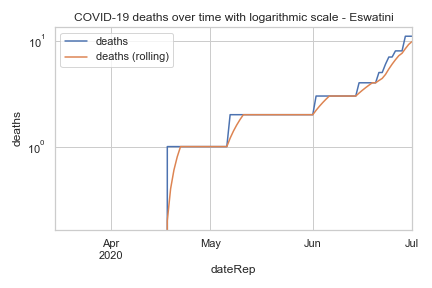 COVID-19 deaths over time with logarithmic scale - Eswatini
deaths
deaths (rolling)
10¹
10⁰
deaths
Apr
2020
May
Jun
Jul
dateRep